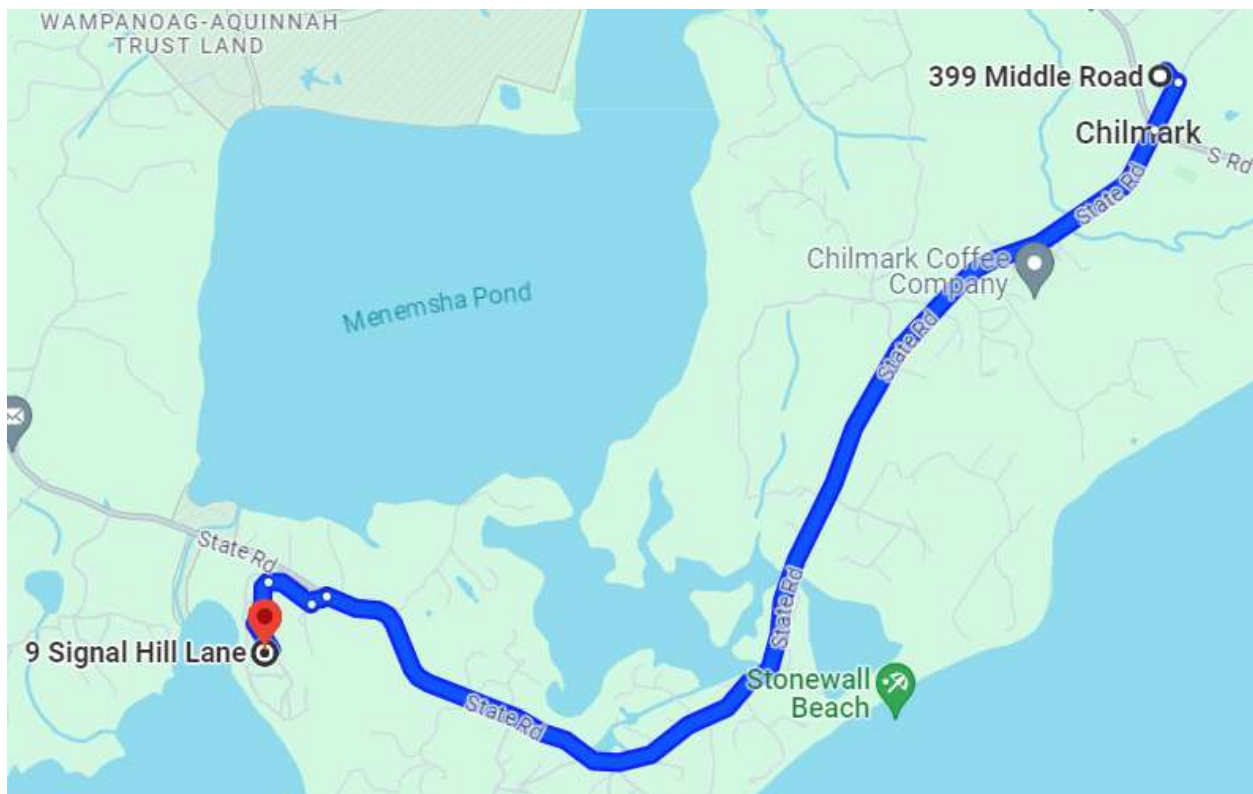 WAMPANOAG-AQUINNAH
TRUST LAND
399 Middle Road
Chilmark
S Rd
State Rd
Chilmark Coffee
Company
Menemsha Pond
State Rd
State Rd
State Rd
9 Signal Hill Lane
Stonewall
Beach
State Rd